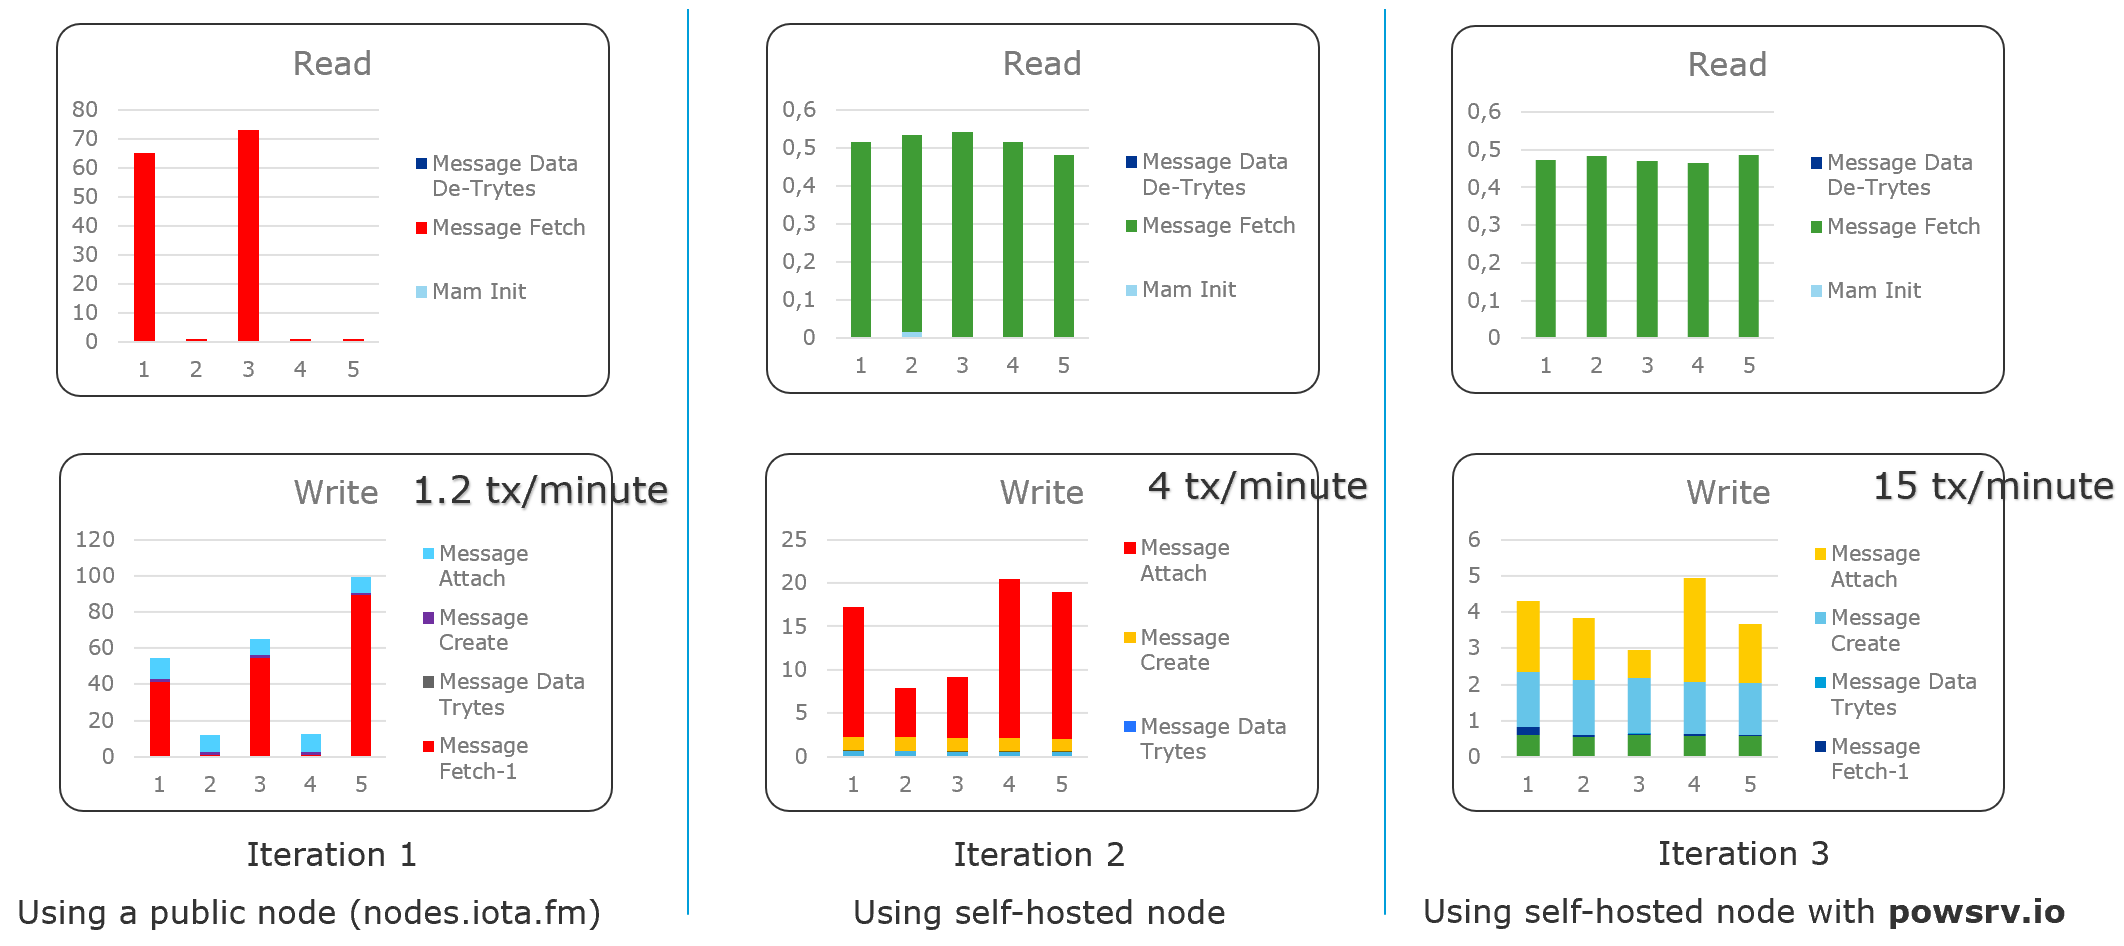 Read
80
70
60
50
40
30
20
10
0
1 2 3 4 5
Message Data
De-Trytes
Message Fetch
Mam Init
Write
1.2 tx/minute
120
100
80
60
40
20
0
1 2 3 4 5
Message
Attach
Message
Create
Message Data
Trytes
Message
Fetch-1
Iteration 1
Using a public node (nodes.iota.fm)
Read
0,6
0,5
0,4
0,3
0,2
0,1
0
1 2 3 4 5
Message Data
De-Trytes
Message Fetch
Mam Init
Write
4 tx/minute
25
20
15
10
5
0
1 2 3 4 5
Message
Attach
Message
Create
Message Data
Trytes
Iteration 2
Using self-hosted node
Read
0,6
0,5
0,4
0,3
0,2
0,1
0
1 2 3 4 5
Message Data
De-Trytes
Message Fetch
Mam Init
Write
15 tx/minute
6
5
4
3
2
1
0
1 2 3 4 5
Message
Attach
Message
Create
Message Data
Trytes
Message
Fetch-1
Iteration 3
Using self-hosted node with powsrv.io